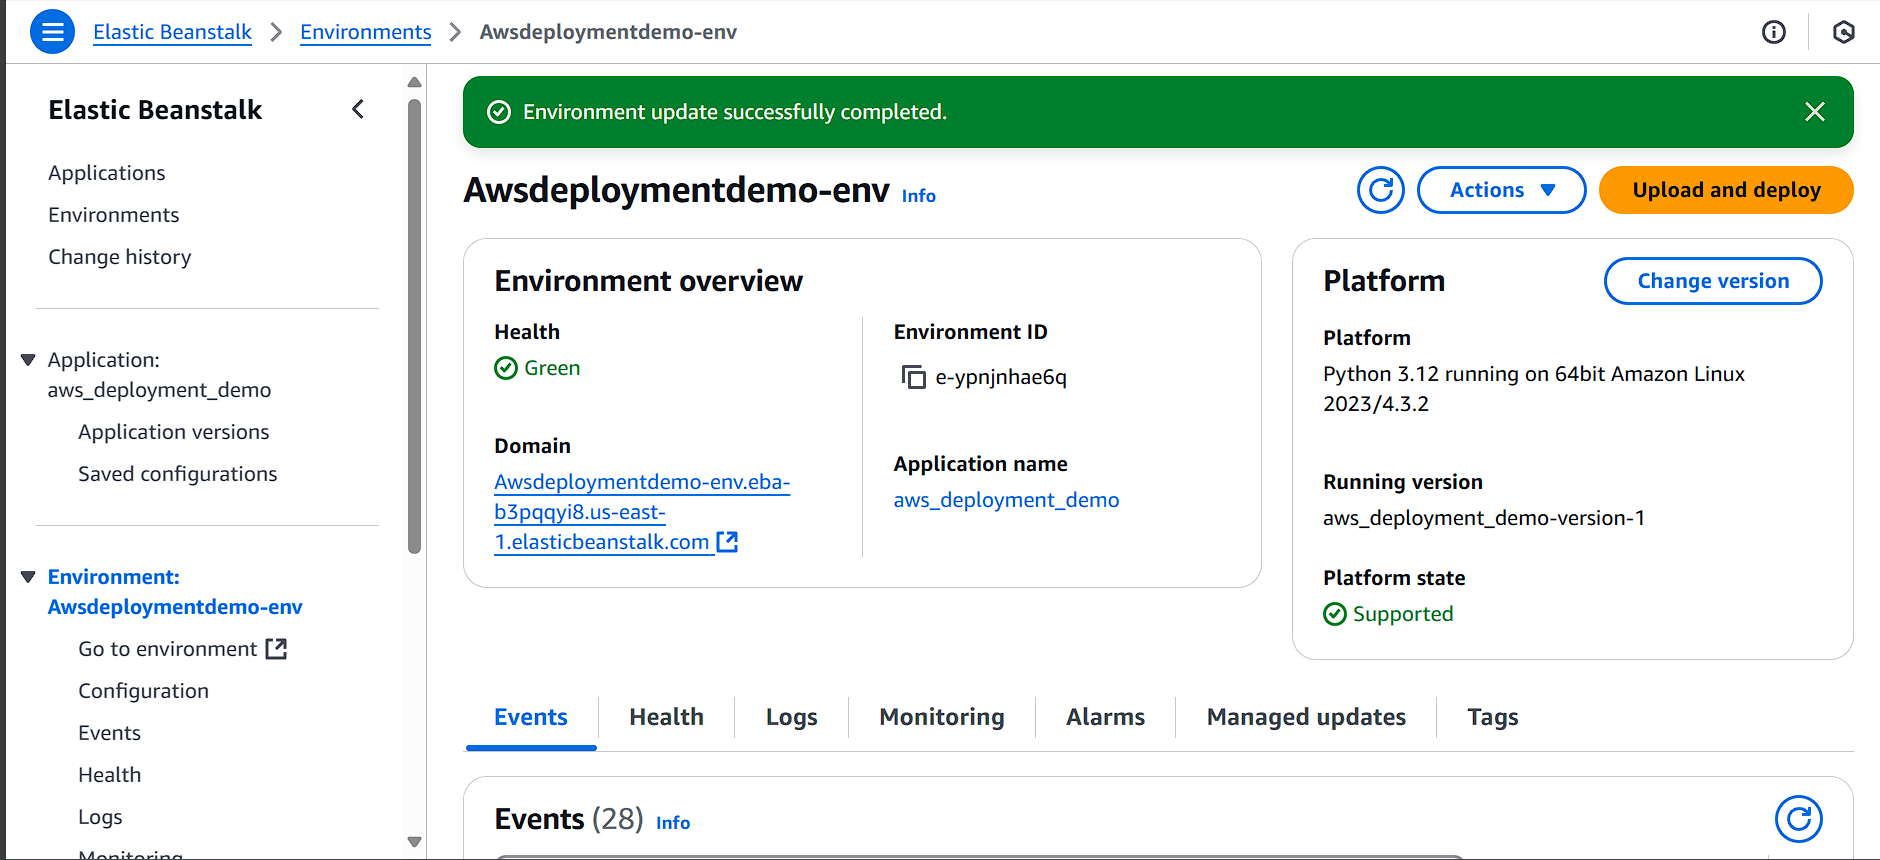 Elastic Beanstalk > Environments > Awsdeploymentdemo-env
Elastic Beanstalk
Applications
Environments
Change history
Application:
aws_deployment_demo
Application versions
Saved configurations
Environment:
Awsdeploymentdemo-env
Go to environment
Configuration
Events
Health
Logs
Monitoring
Environment update successfully completed.
Awsdeploymentdemo-env Info
Actions
Upload and deploy
Environment overview
Health
Green
Domain
Awsdeploymentdemo-env.eba-
b3pqqyi8.us-east-
1.elasticbeanstalk.com
Environment ID
e-ypnjnhae6q
Application name
aws_deployment_demo
Platform
Change version
Platform
Python 3.12 running on 64bit Amazon Linux
2023/4.3.2
Running version
aws_deployment_demo-version-1
Platform state
Supported
Events Health Logs Monitoring Alarms Managed updates Tags
Events (28) Info